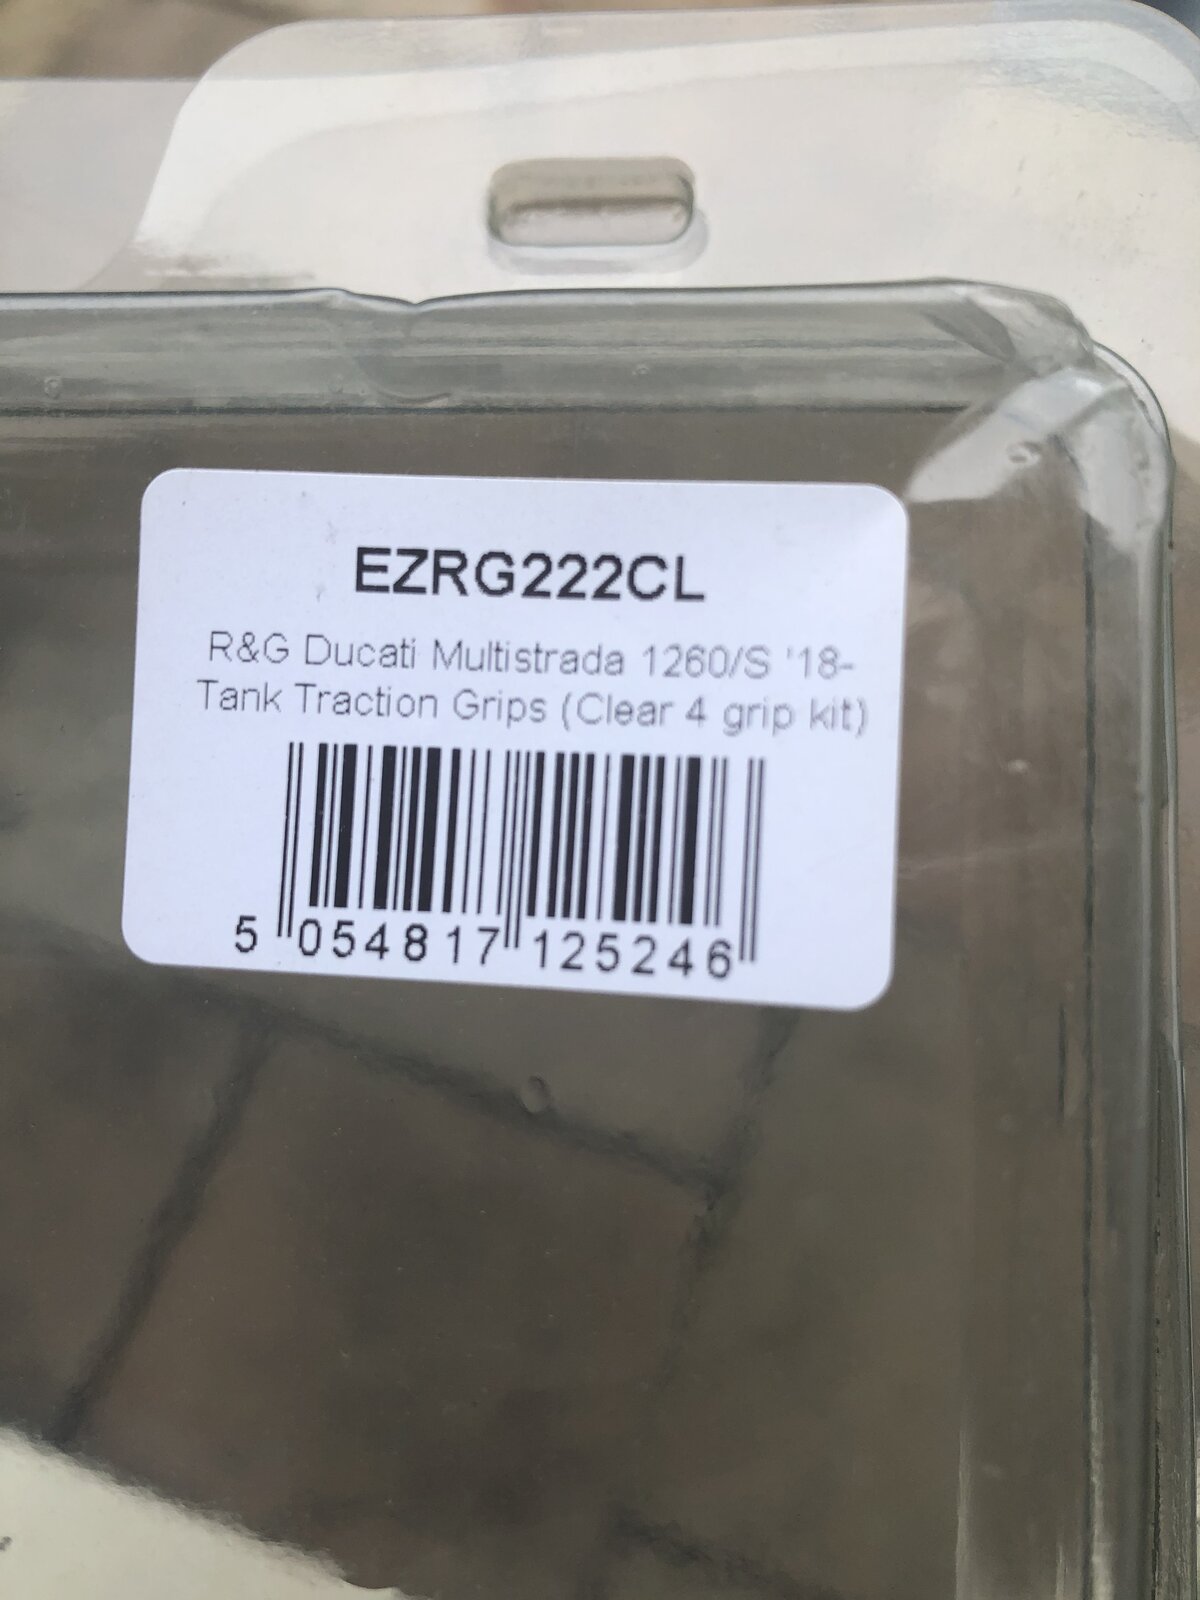 EZRG222CL
R&G Ducati Multistrada 1260/S '18-
Tank Traction Grips (Clear 4 grip kit)
5 054817 125246